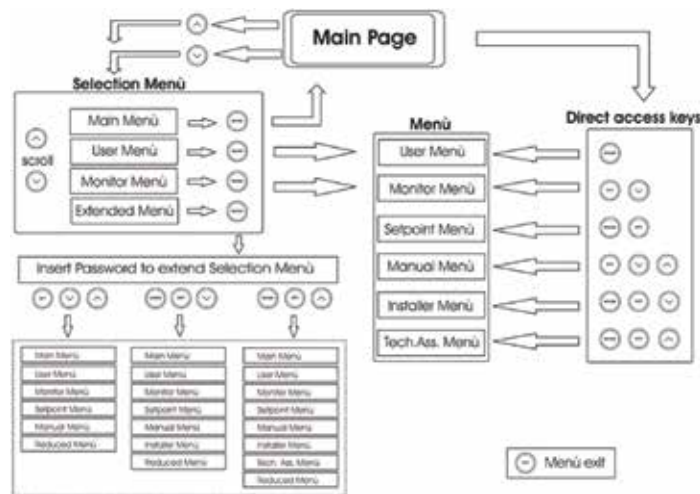 Main Page
Selection Menù
Main Menù
User Menù
scroll
Monitor Menù
Extended Menù
Menù
User Menù
Monitor Menù
Setpoint Menù
Manual Menù
Installer Menù
Tech.Ass. Menù
Direct access keys
MODE
Insert Password to extend Selection Menù
Main Menù
User Menù
Monitor Menù
Setpoint Menù
Manual Menù
Reduced Menù
Main Menù
User Menù
Monitor Menù
Setpoint Menù
Manual Menù
Installer Menù
Reduced Menù
Main Menù
User Menù
Monitor Menù
Setpoint Menù
Manual Menù
Installer Menù
Tech. Ass. Menù
Reduced Menù
Menù exit